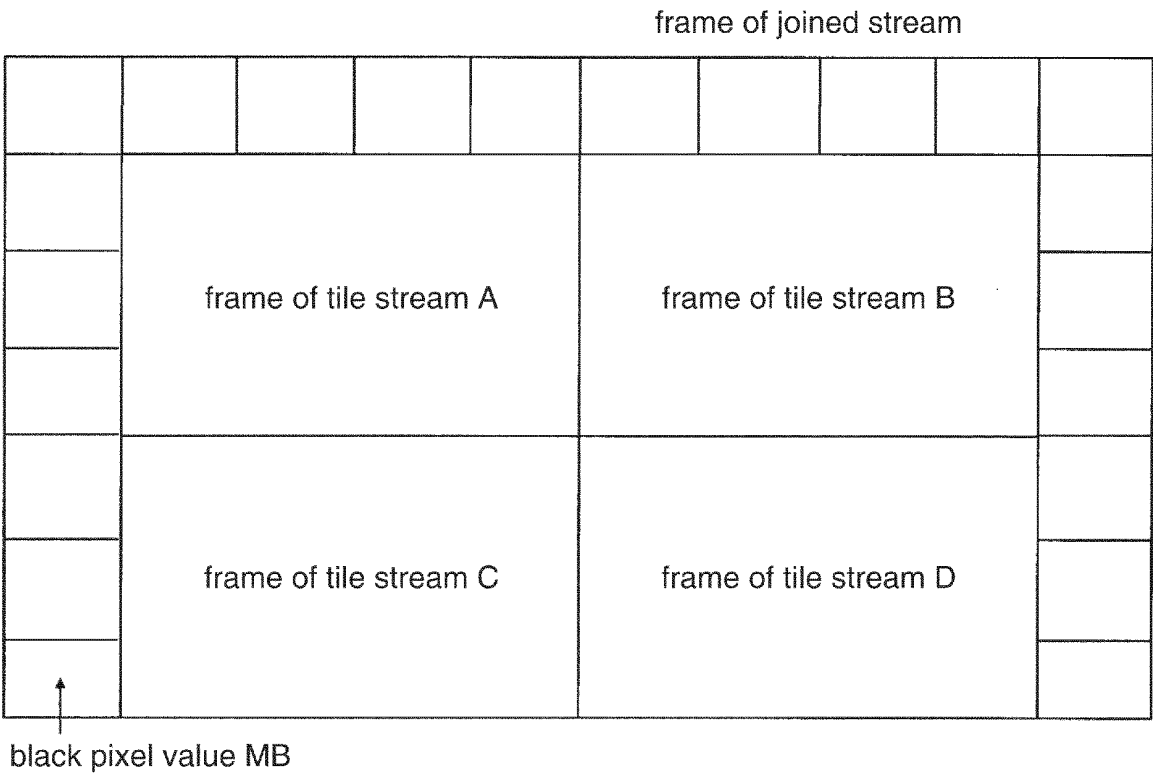 frame of joined stream
frame of tile stream A
frame of tile stream B
frame of tile stream C
frame of tile stream D
black pixel value MB